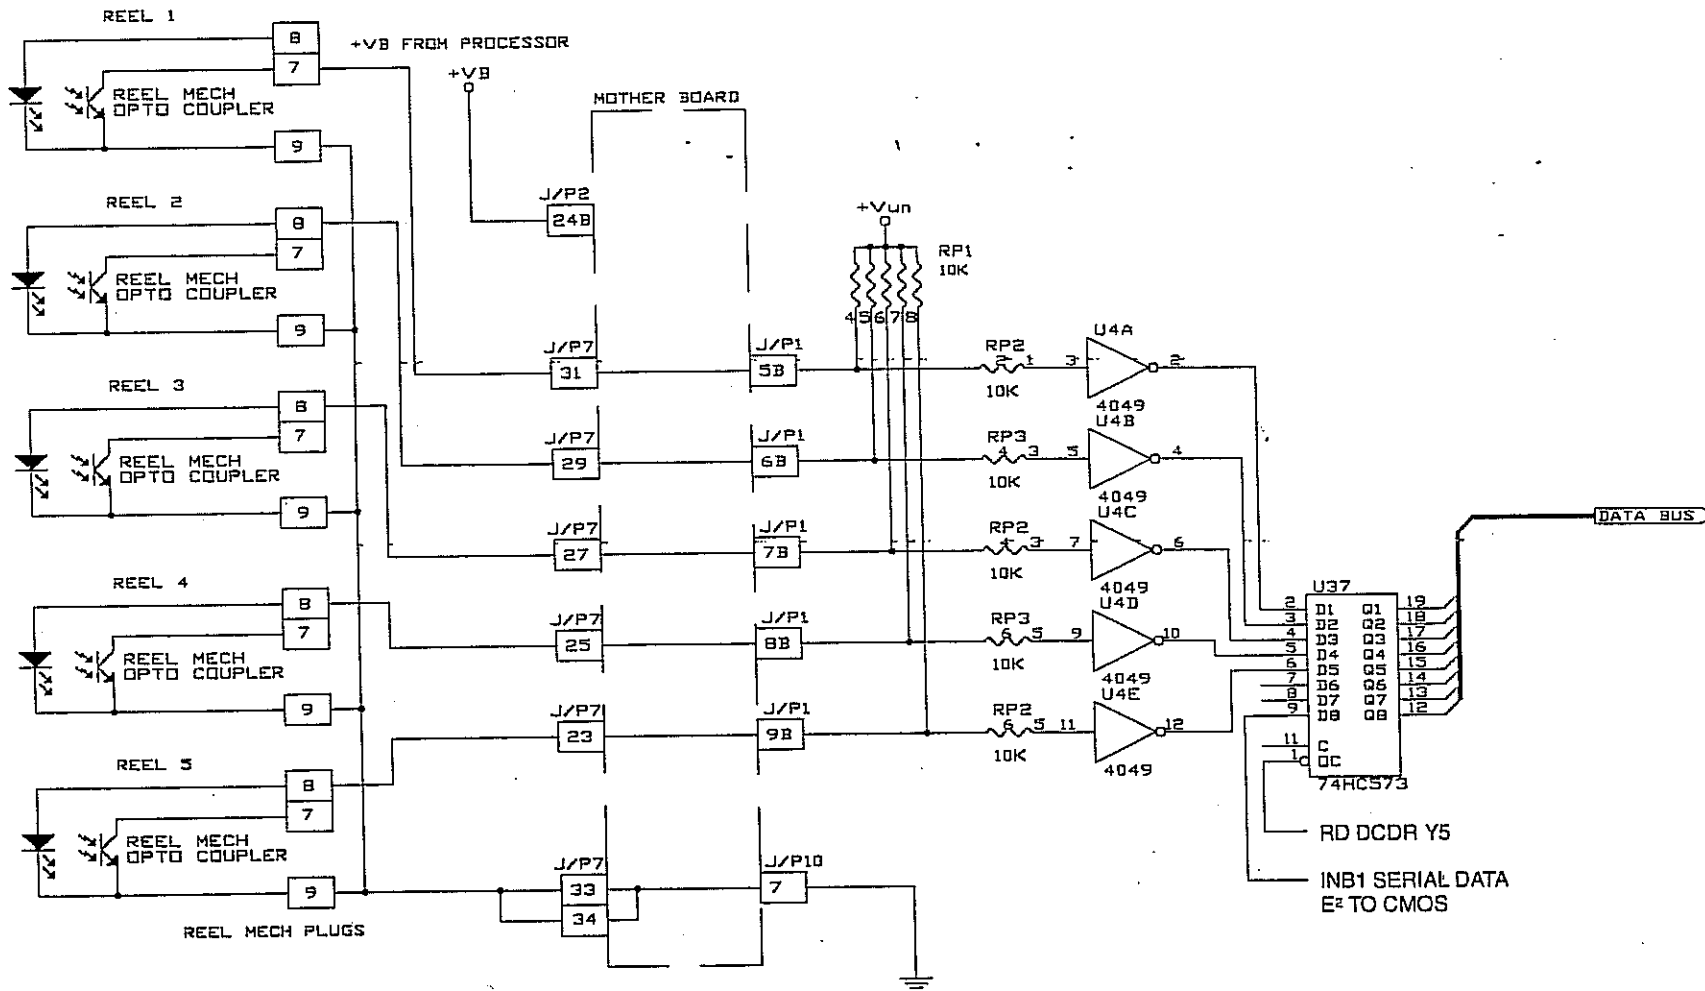 REEL 1
8
7
REEL MECH
OPTO COUPLER
9
+VB FROM PROCESSOR
+VB
MOTHER BOARD
J/P2
24B
REEL 2
8
7
REEL MECH
OPTO COUPLER
9
+Vun
RP1
10K
4 5 6 7 8
REEL 3
8
7
REEL MECH
OPTO COUPLER
9
REEL 4
8
7
REEL MECH
OPTO COUPLER
9
REEL 5
8
7
REEL MECH
OPTO COUPLER
9
REEL MECH PLUGS
J/P7
31
J/P1
5B
RP2
2 1
10K
U4A
3 2
4049
J/P7
29
J/P1
6B
RP3
4 3
10K
U4B
5 4
4049
J/P7
27
J/P1
7B
RP2
4 3
10K
U4C
7 6
4049
J/P7
25
J/P1
8B
RP3
6 5
10K
U4D
9 10
4049
J/P7
23
J/P1
9B
RP2
6 5
10K
U4E
11 12
4049
J/P7
33
34
J/P10
7
DATA BUS
U37
2 D1 Q1 19
3 D2 Q2 18
4 D3 Q3 17
5 D4 Q4 16
6 D5 Q5 15
7 D6 Q6 14
8 D7 Q7 13
9 D8 Q8 12
11 C
1 OC
74HC573
RD DCDR Y5
INB1 SERIAL DATA
E² TO CMOS